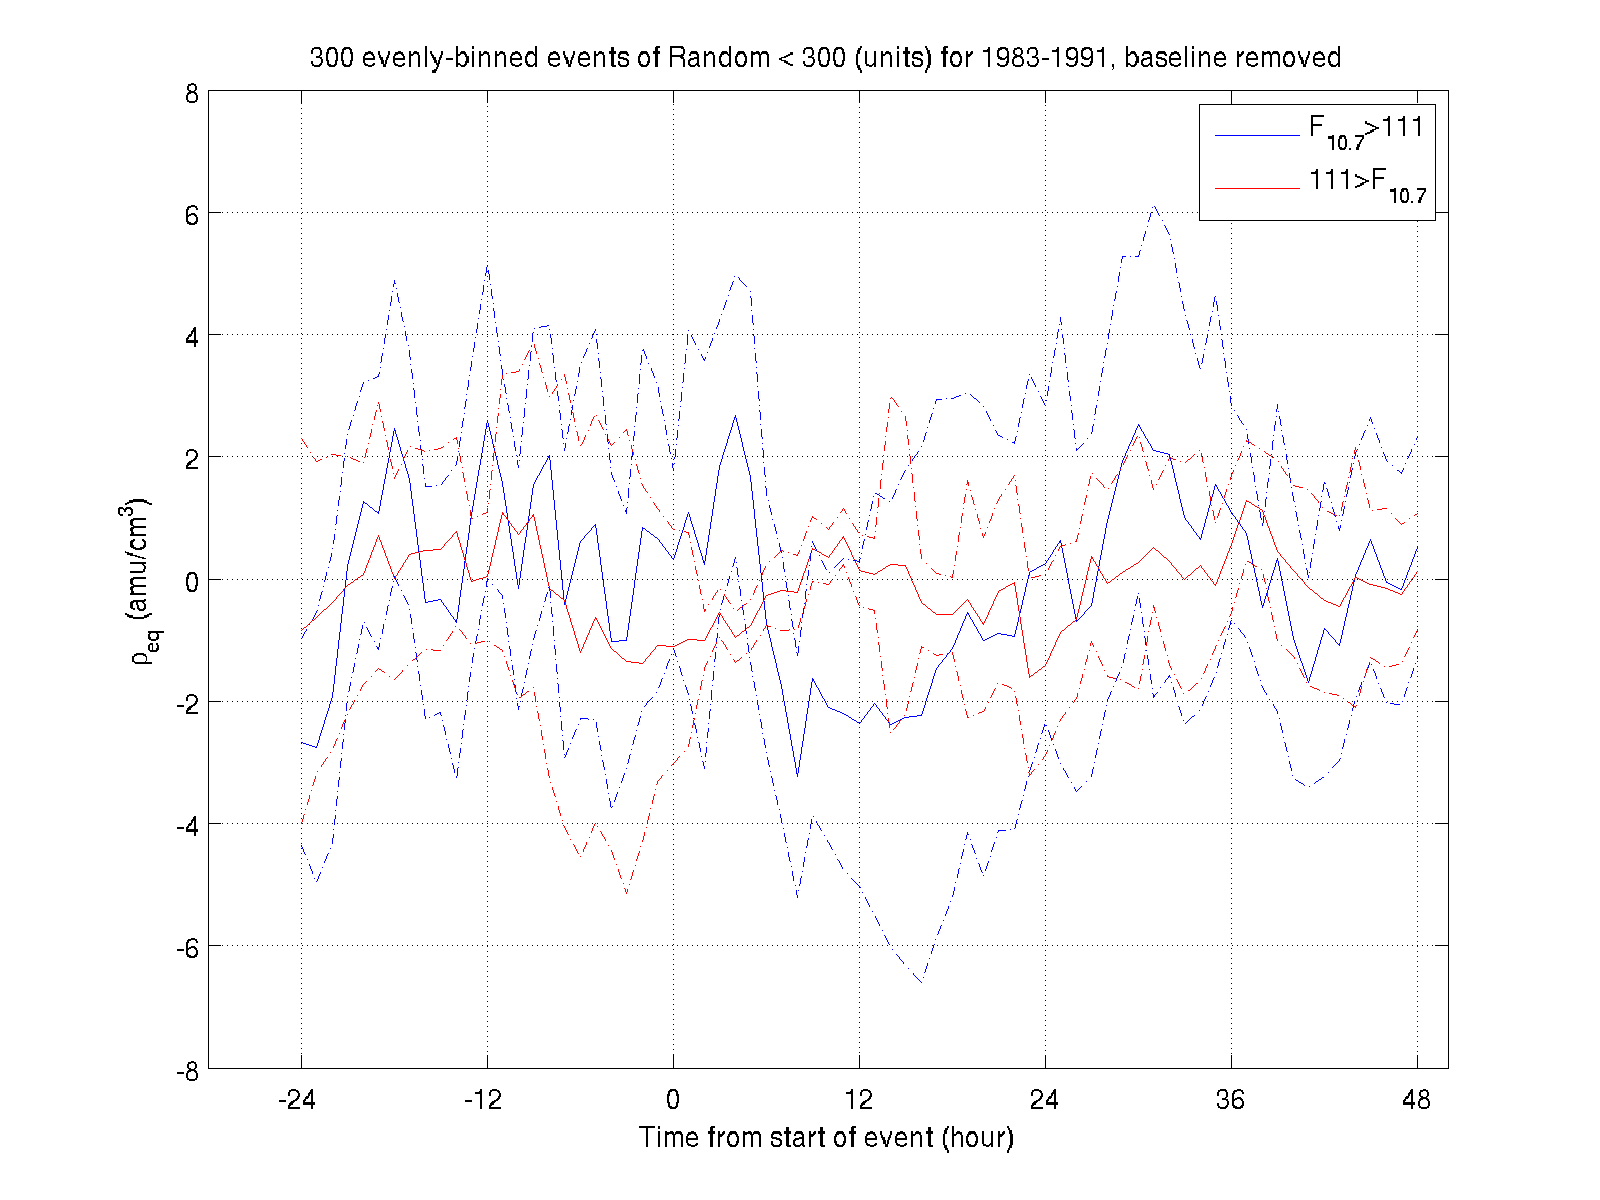 300 evenly-binned events of Random < 300 (units) for 1983-1991, baseline removed
F10.7>111
111>F10.7
8
6
4
2
0
-2
-4
-6
-8
ρeq (amu/cm3)
-24 -12 0 12 24 36 48
Time from start of event (hour)